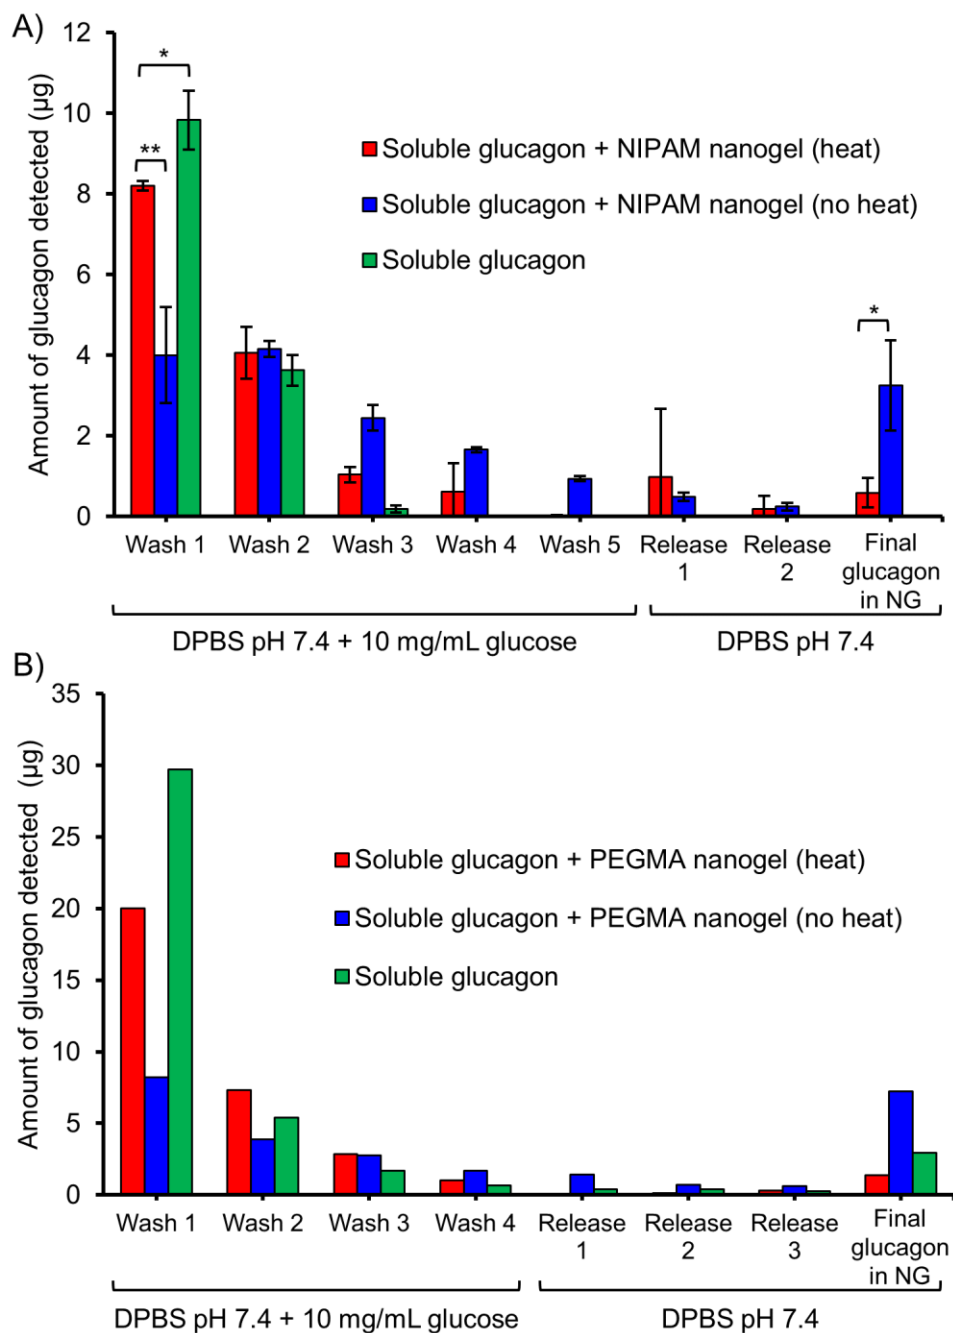 A)
Amount of glucagon detected (µg)
12
10
8
6
4
2
0
*
**
*
Soluble glucagon + NIPAM nanogel (heat)
Soluble glucagon + NIPAM nanogel (no heat)
Soluble glucagon
Wash 1
Wash 2
Wash 3
Wash 4
Wash 5
Release
1
Release
2
Final
glucagon
in NG
DPBS pH 7.4 + 10 mg/mL glucose
DPBS pH 7.4
B)
Amount of glucagon detected (µg)
35
30
25
20
15
10
5
0
Soluble glucagon + PEGMA nanogel (heat)
Soluble glucagon + PEGMA nanogel (no heat)
Soluble glucagon
Wash 1
Wash 2
Wash 3
Wash 4
Release
1
Release
2
Release
3
Final
glucagon
in NG
DPBS pH 7.4 + 10 mg/mL glucose
DPBS pH 7.4